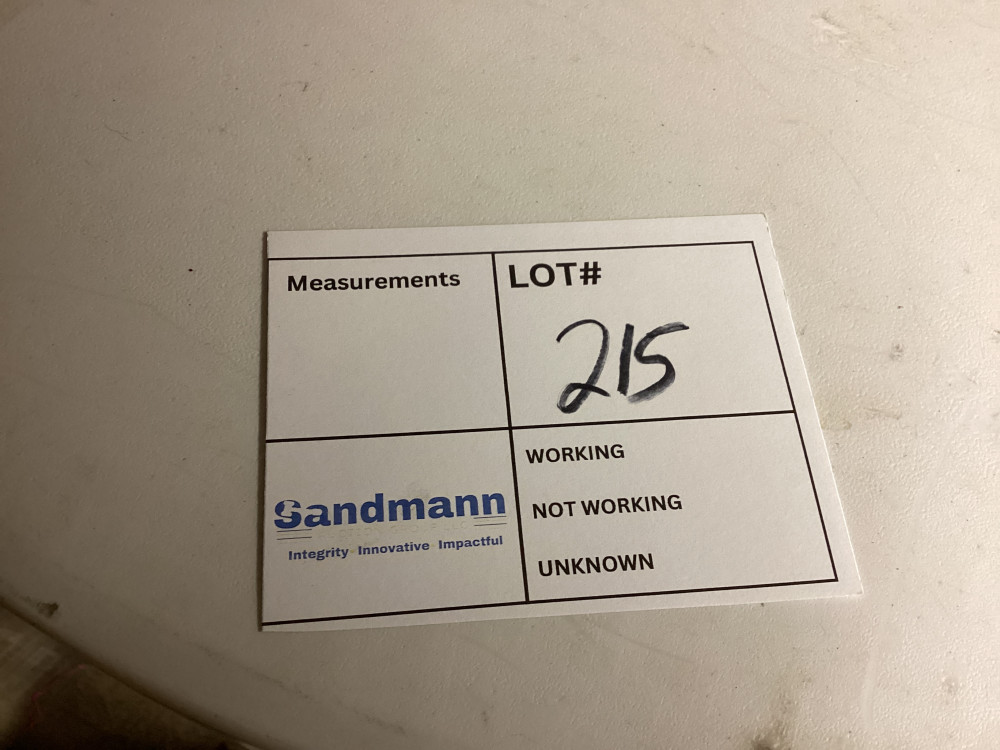 Measurements
LOT#
215
Sandmann
Integrity Innovative Impactful
WORKING
NOT WORKING
UNKNOWN